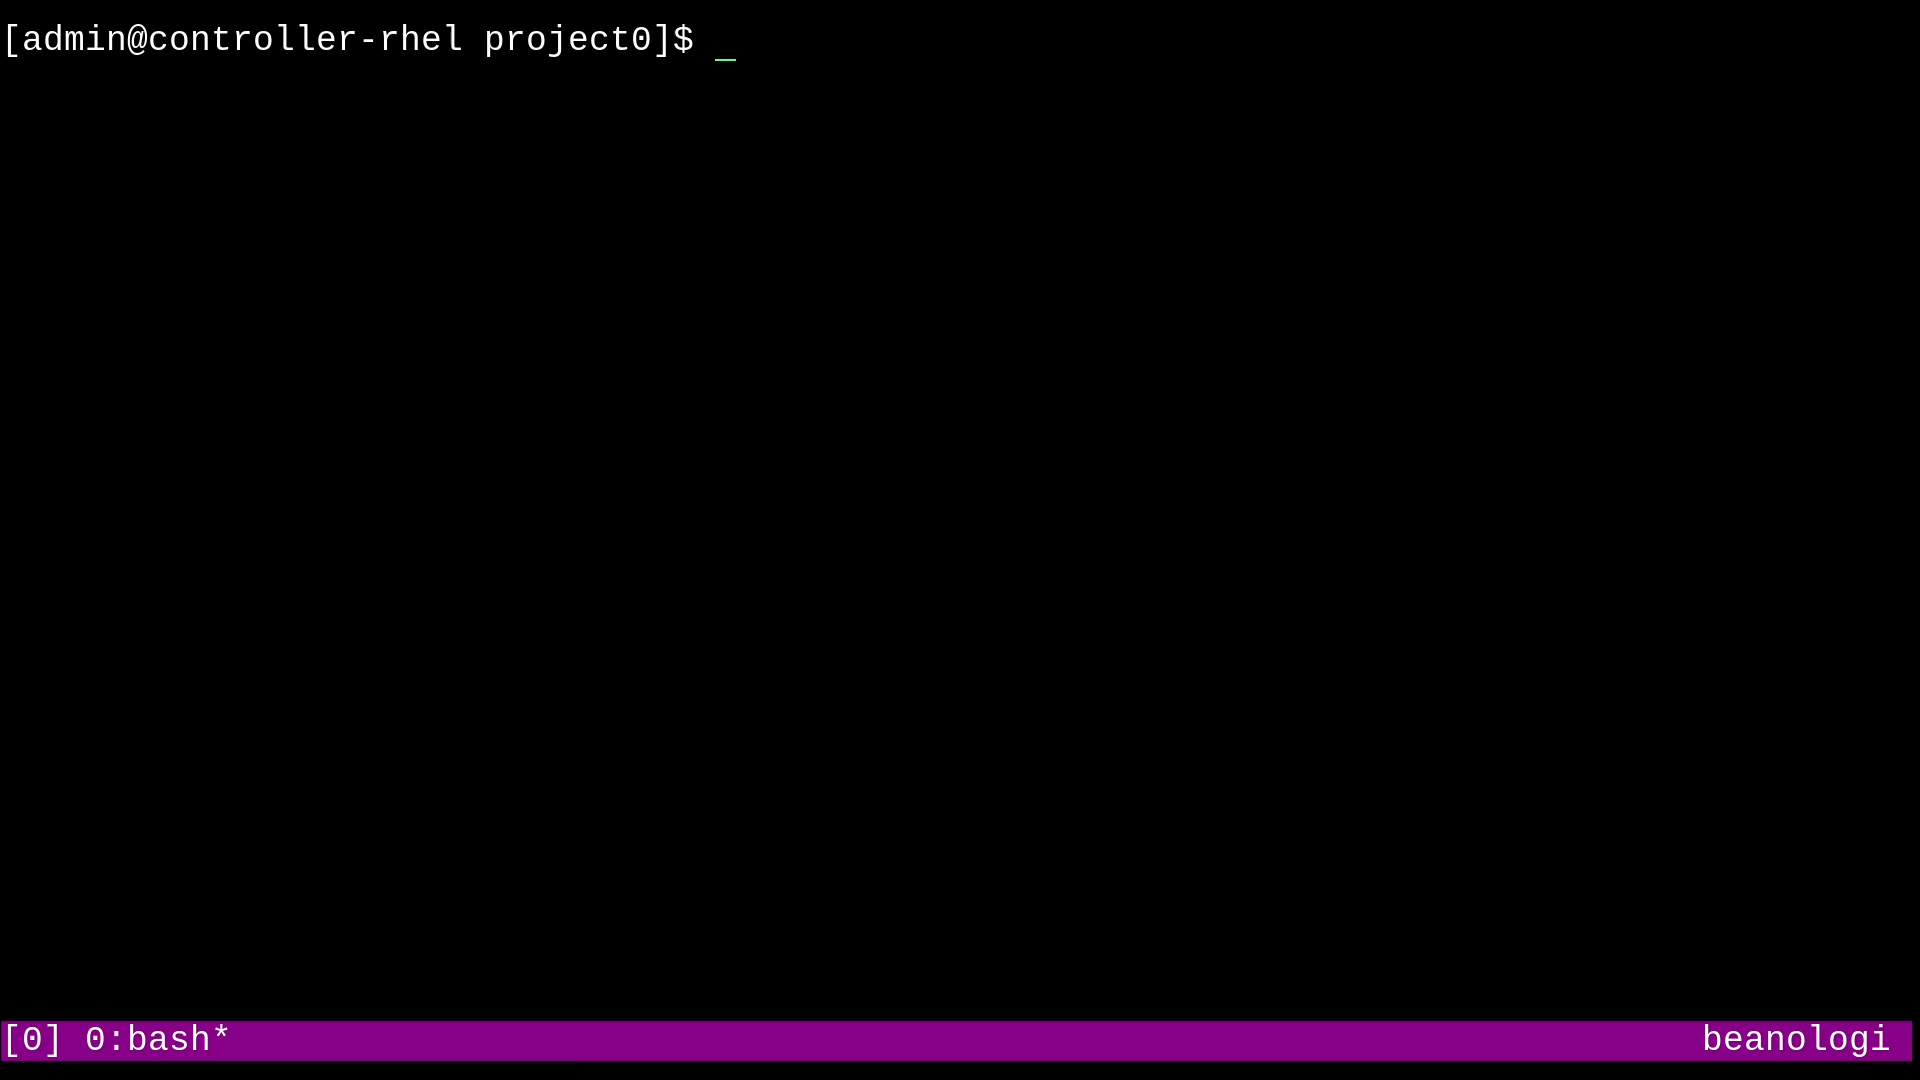 [admin@controller-rhel project0]$ _
[0] 0:bash* beanologi